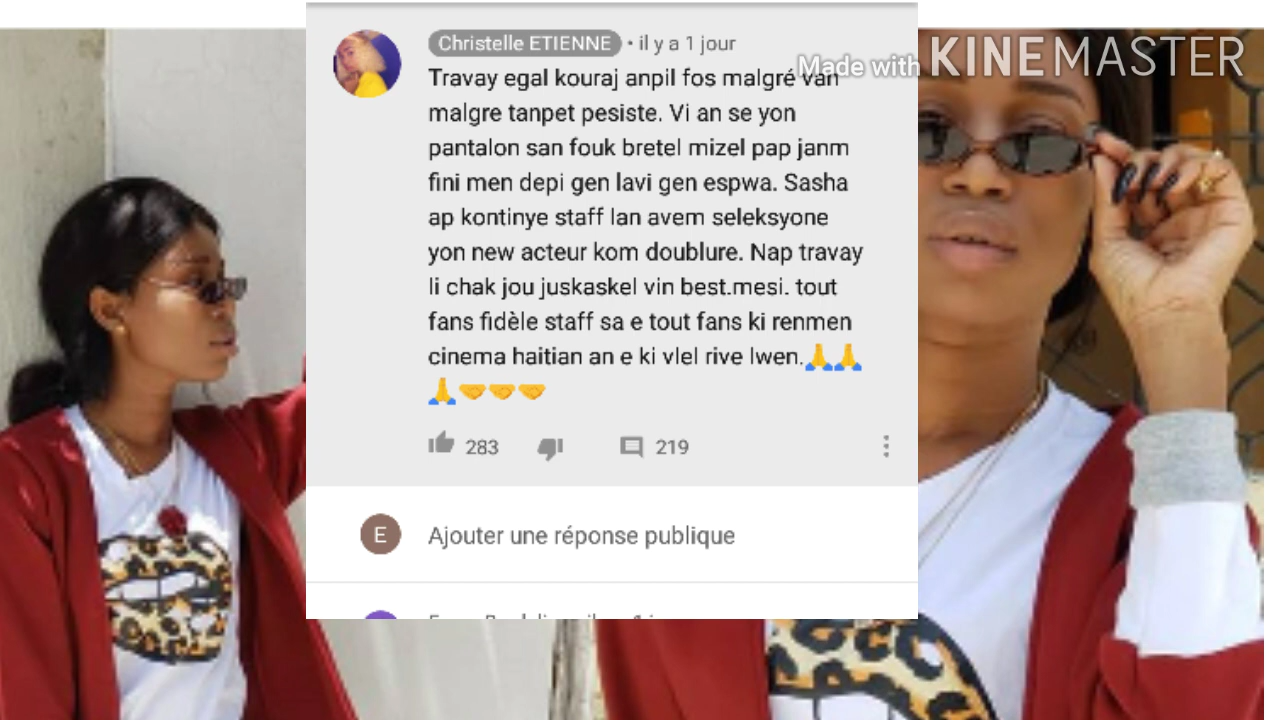 Christelle ETIENNE • il y a 1 jour
Made with KINEMASTER
Travay egal kouraj anpil fos malgré van
malgre tanpet pesiste. Vi an se yon
pantalon san fouk bretel mizel pap janm
fini men depi gen lavi gen espwa. Sasha
ap kontinye staff lan avem seleksyone
yon new acteur kom doublure. Nap travay
li chak jou juskaskel vin best.mesi. tout
fans fidèle staff sa e tout fans ki renmen
cinema haitian an e ki vlel rive lwen.🙏🙏
🙏🤝🤝🤝
283 219
E Ajouter une réponse publique